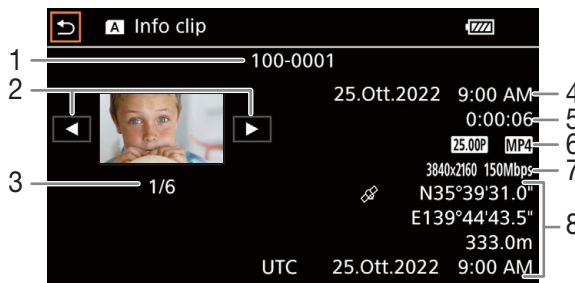 A Info clip
1 100-0001
2
25.Ott.2022 9:00 AM 4
0:00:06 5
25.00P MP4 6
3840x2160 150Mbps 7
3 1/6
N35°39'31.0"
E139°44'43.5" 8
333.0m
UTC 25.Ott.2022 9:00 AM